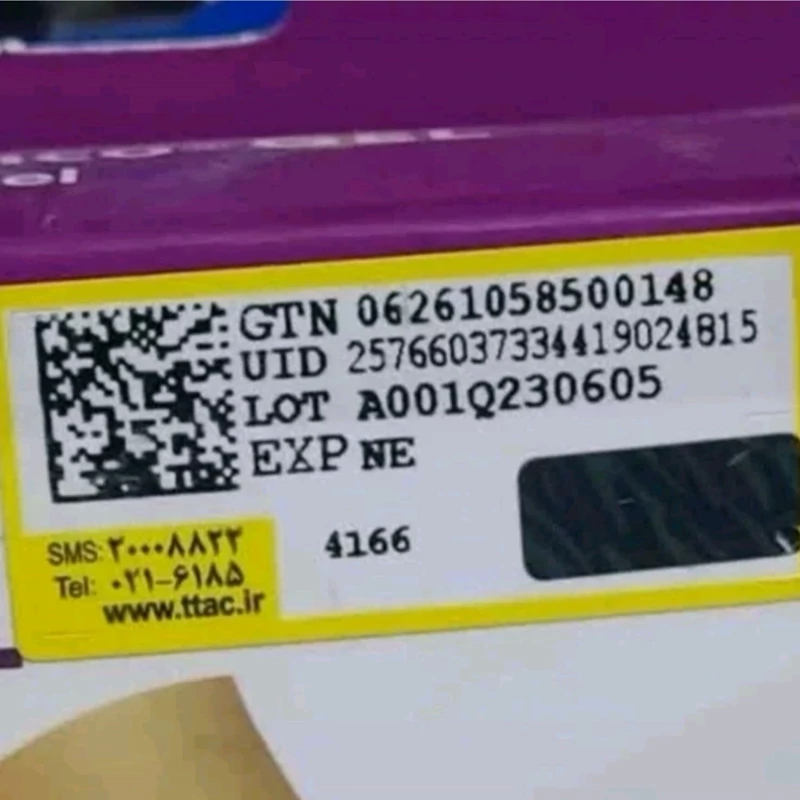 GTN 06261058500148
UID 25766037334419024815
LOT A001Q230605
EXP NE
4166
SMS: ۲۰۰۰۸۸۲۲
Tel: ۰۲۱-۶۱۸۵
www.ttac.ir